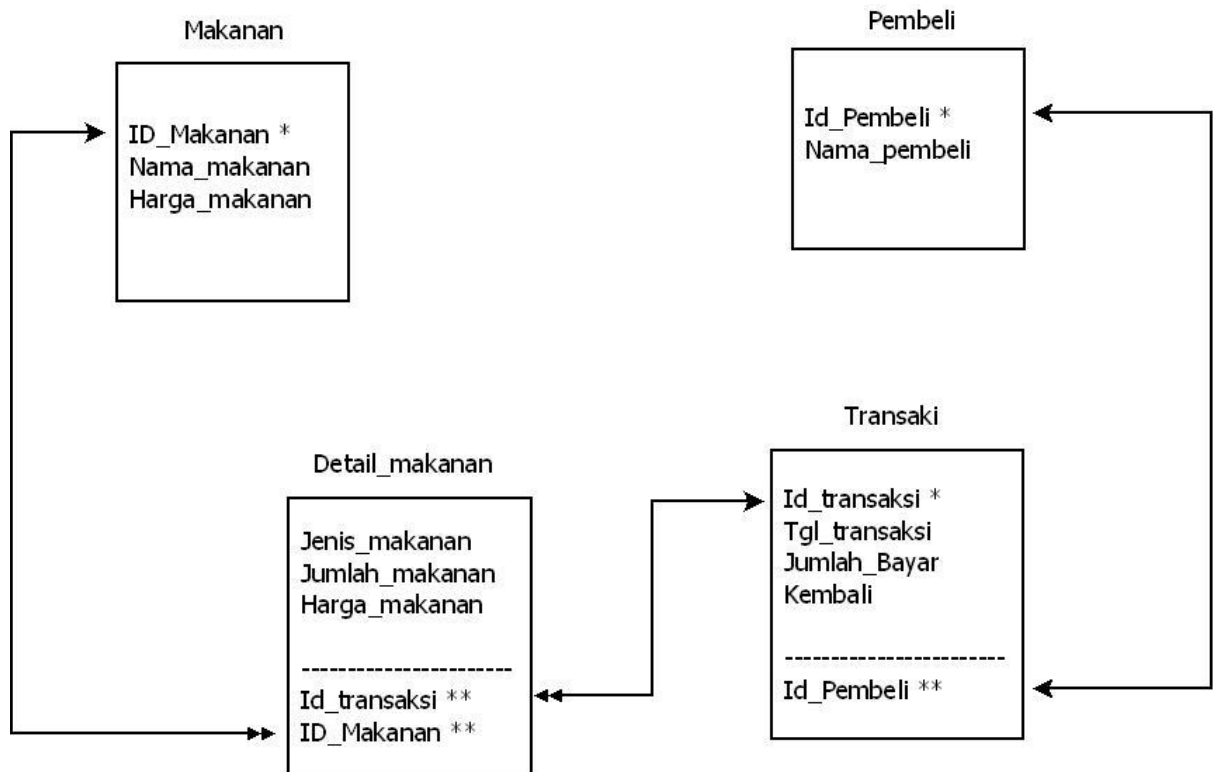 Makanan
ID_Makanan *
Nama_makanan
Harga_makanan
Pembeli
Id_Pembeli *
Nama_pembeli
Detail_makanan
Jenis_makanan
Jumlah_makanan
Harga_makanan
-----------------------
Id_transaksi **
ID_Makanan **
Transaki
Id_transaksi *
Tgl_transaksi
Jumlah_Bayar
Kembali
------------------------
Id_Pembeli **